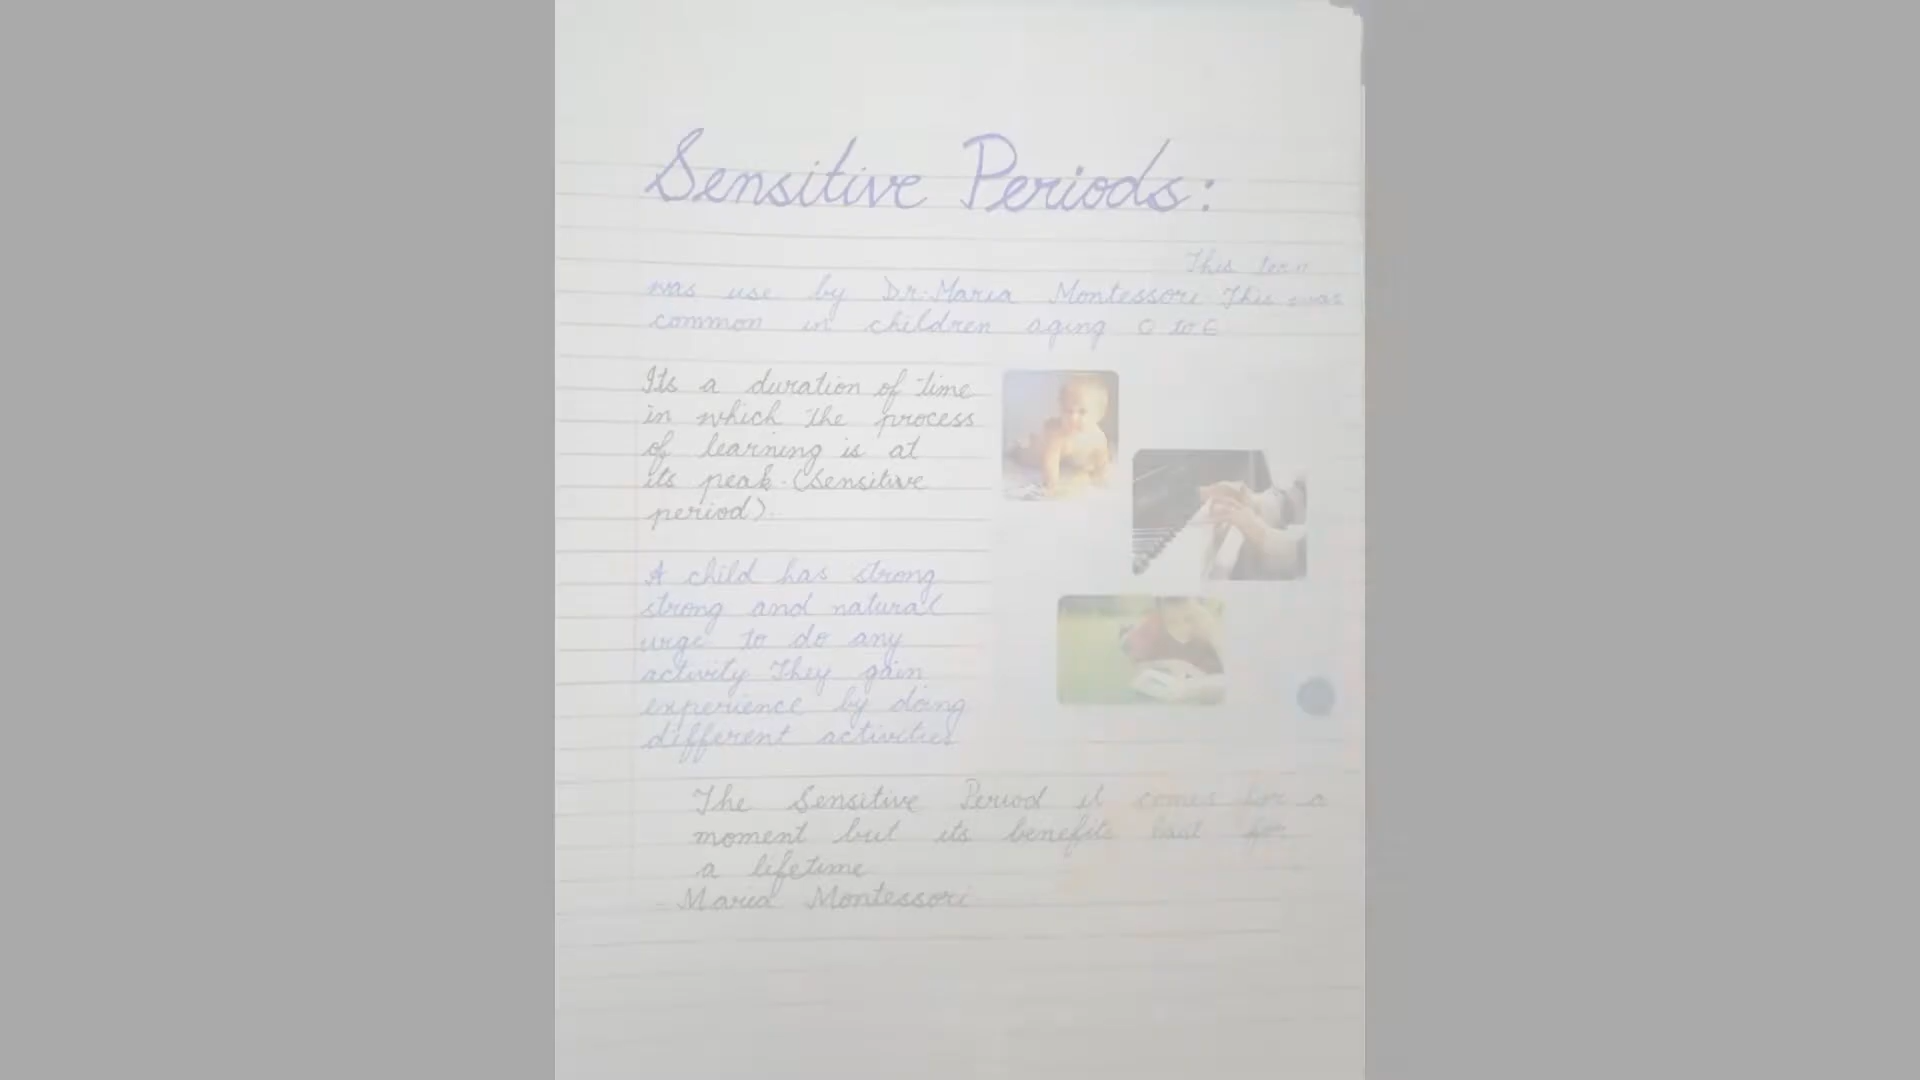 Sensitive Periods:
This term
was use by Dr. Maria Montessori This was
common in children aging 0 to 6
Its a duration of time
in which the process
of learning is at
its peak. (Sensitive
period).
A child has strong
strong and natural
urge to do any
activity They gain
experience by doing
different activities
The Sensitive Period it comes for a
moment but its benefits last for
a lifetime
- Maria Montessori